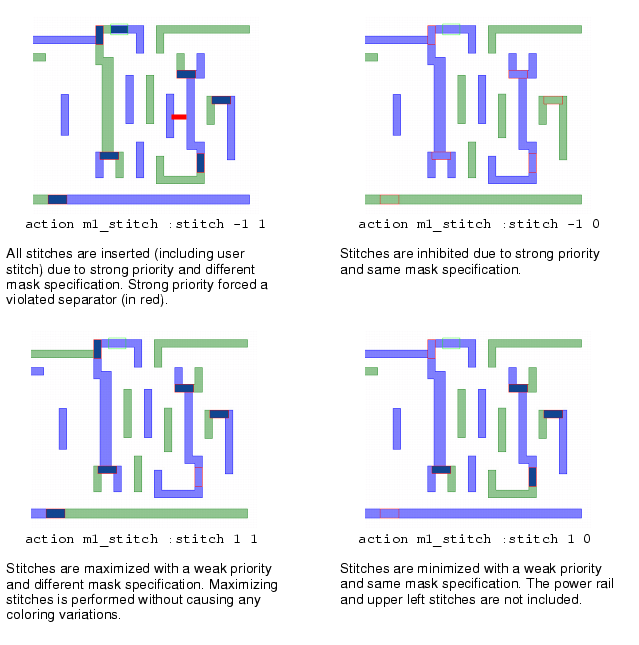 action m1_stitch :stitch -1 1
action m1_stitch :stitch -1 0
All stitches are inserted (including user
stitch) due to strong priority and different
mask specification. Strong priority forced a
violated separator (in red).
Stitches are inhibited due to strong priority
and same mask specification.
action m1_stitch :stitch 1 1
action m1_stitch :stitch 1 0
Stitches are maximized with a weak priority
and different mask specification. Maximizing
stitches is performed without causing any
coloring variations.
Stitches are minimized with a weak priority
and same mask specification. The power rail
and upper left stitches are not included.